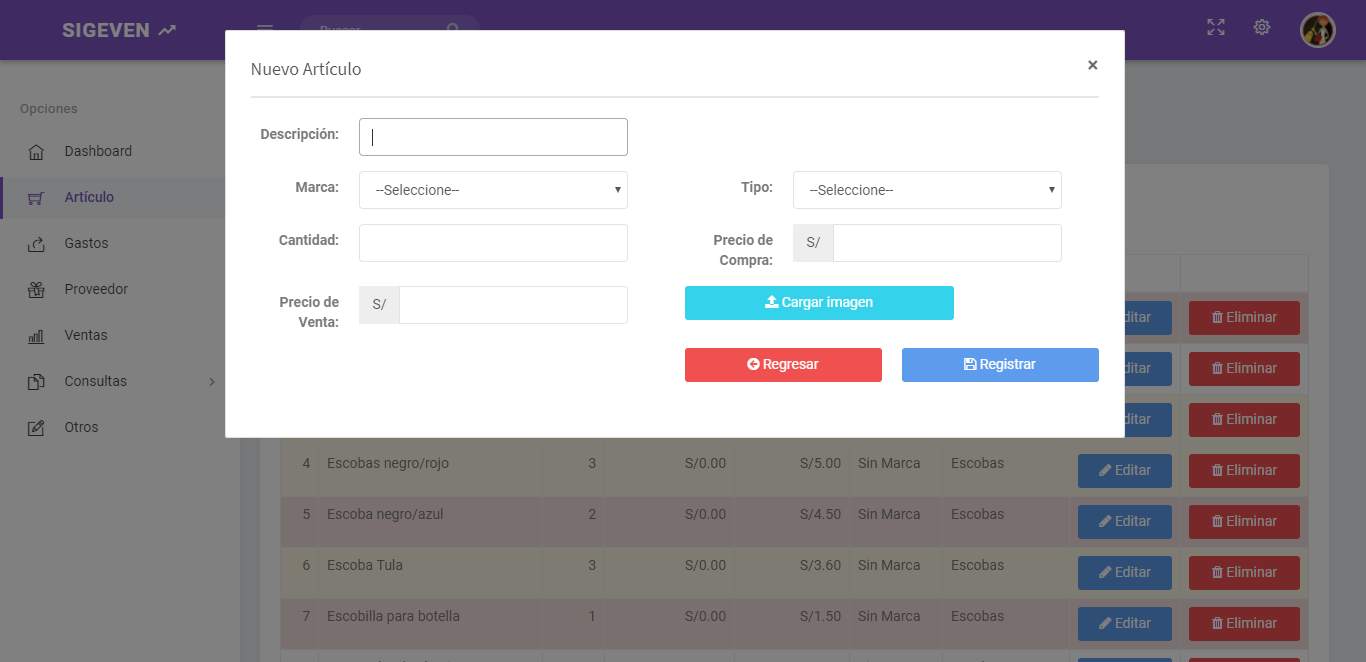 SIGEVEN
Buscar
Nuevo Artículo
×
Opciones
Descripción:
Dashboard
Marca:
--Seleccione--
Tipo:
--Seleccione--
Artículo
Cantidad:
Precio de
Compra:
S/
Gastos
Proveedor
Precio de
Venta:
S/
Cargar imagen
Editar
Eliminar
Ventas
Regresar
Registrar
Editar
Eliminar
Consultas
Otros
Editar
Eliminar
4 Escobas negro/rojo 3 S/0.00 S/5.00 Sin Marca Escobas Editar Eliminar
5 Escoba negro/azul 2 S/0.00 S/4.50 Sin Marca Escobas Editar Eliminar
6 Escoba Tula 3 S/0.00 S/3.60 Sin Marca Escobas Editar Eliminar
7 Escobilla para botella 1 S/0.00 S/1.50 Sin Marca Escobas Editar Eliminar